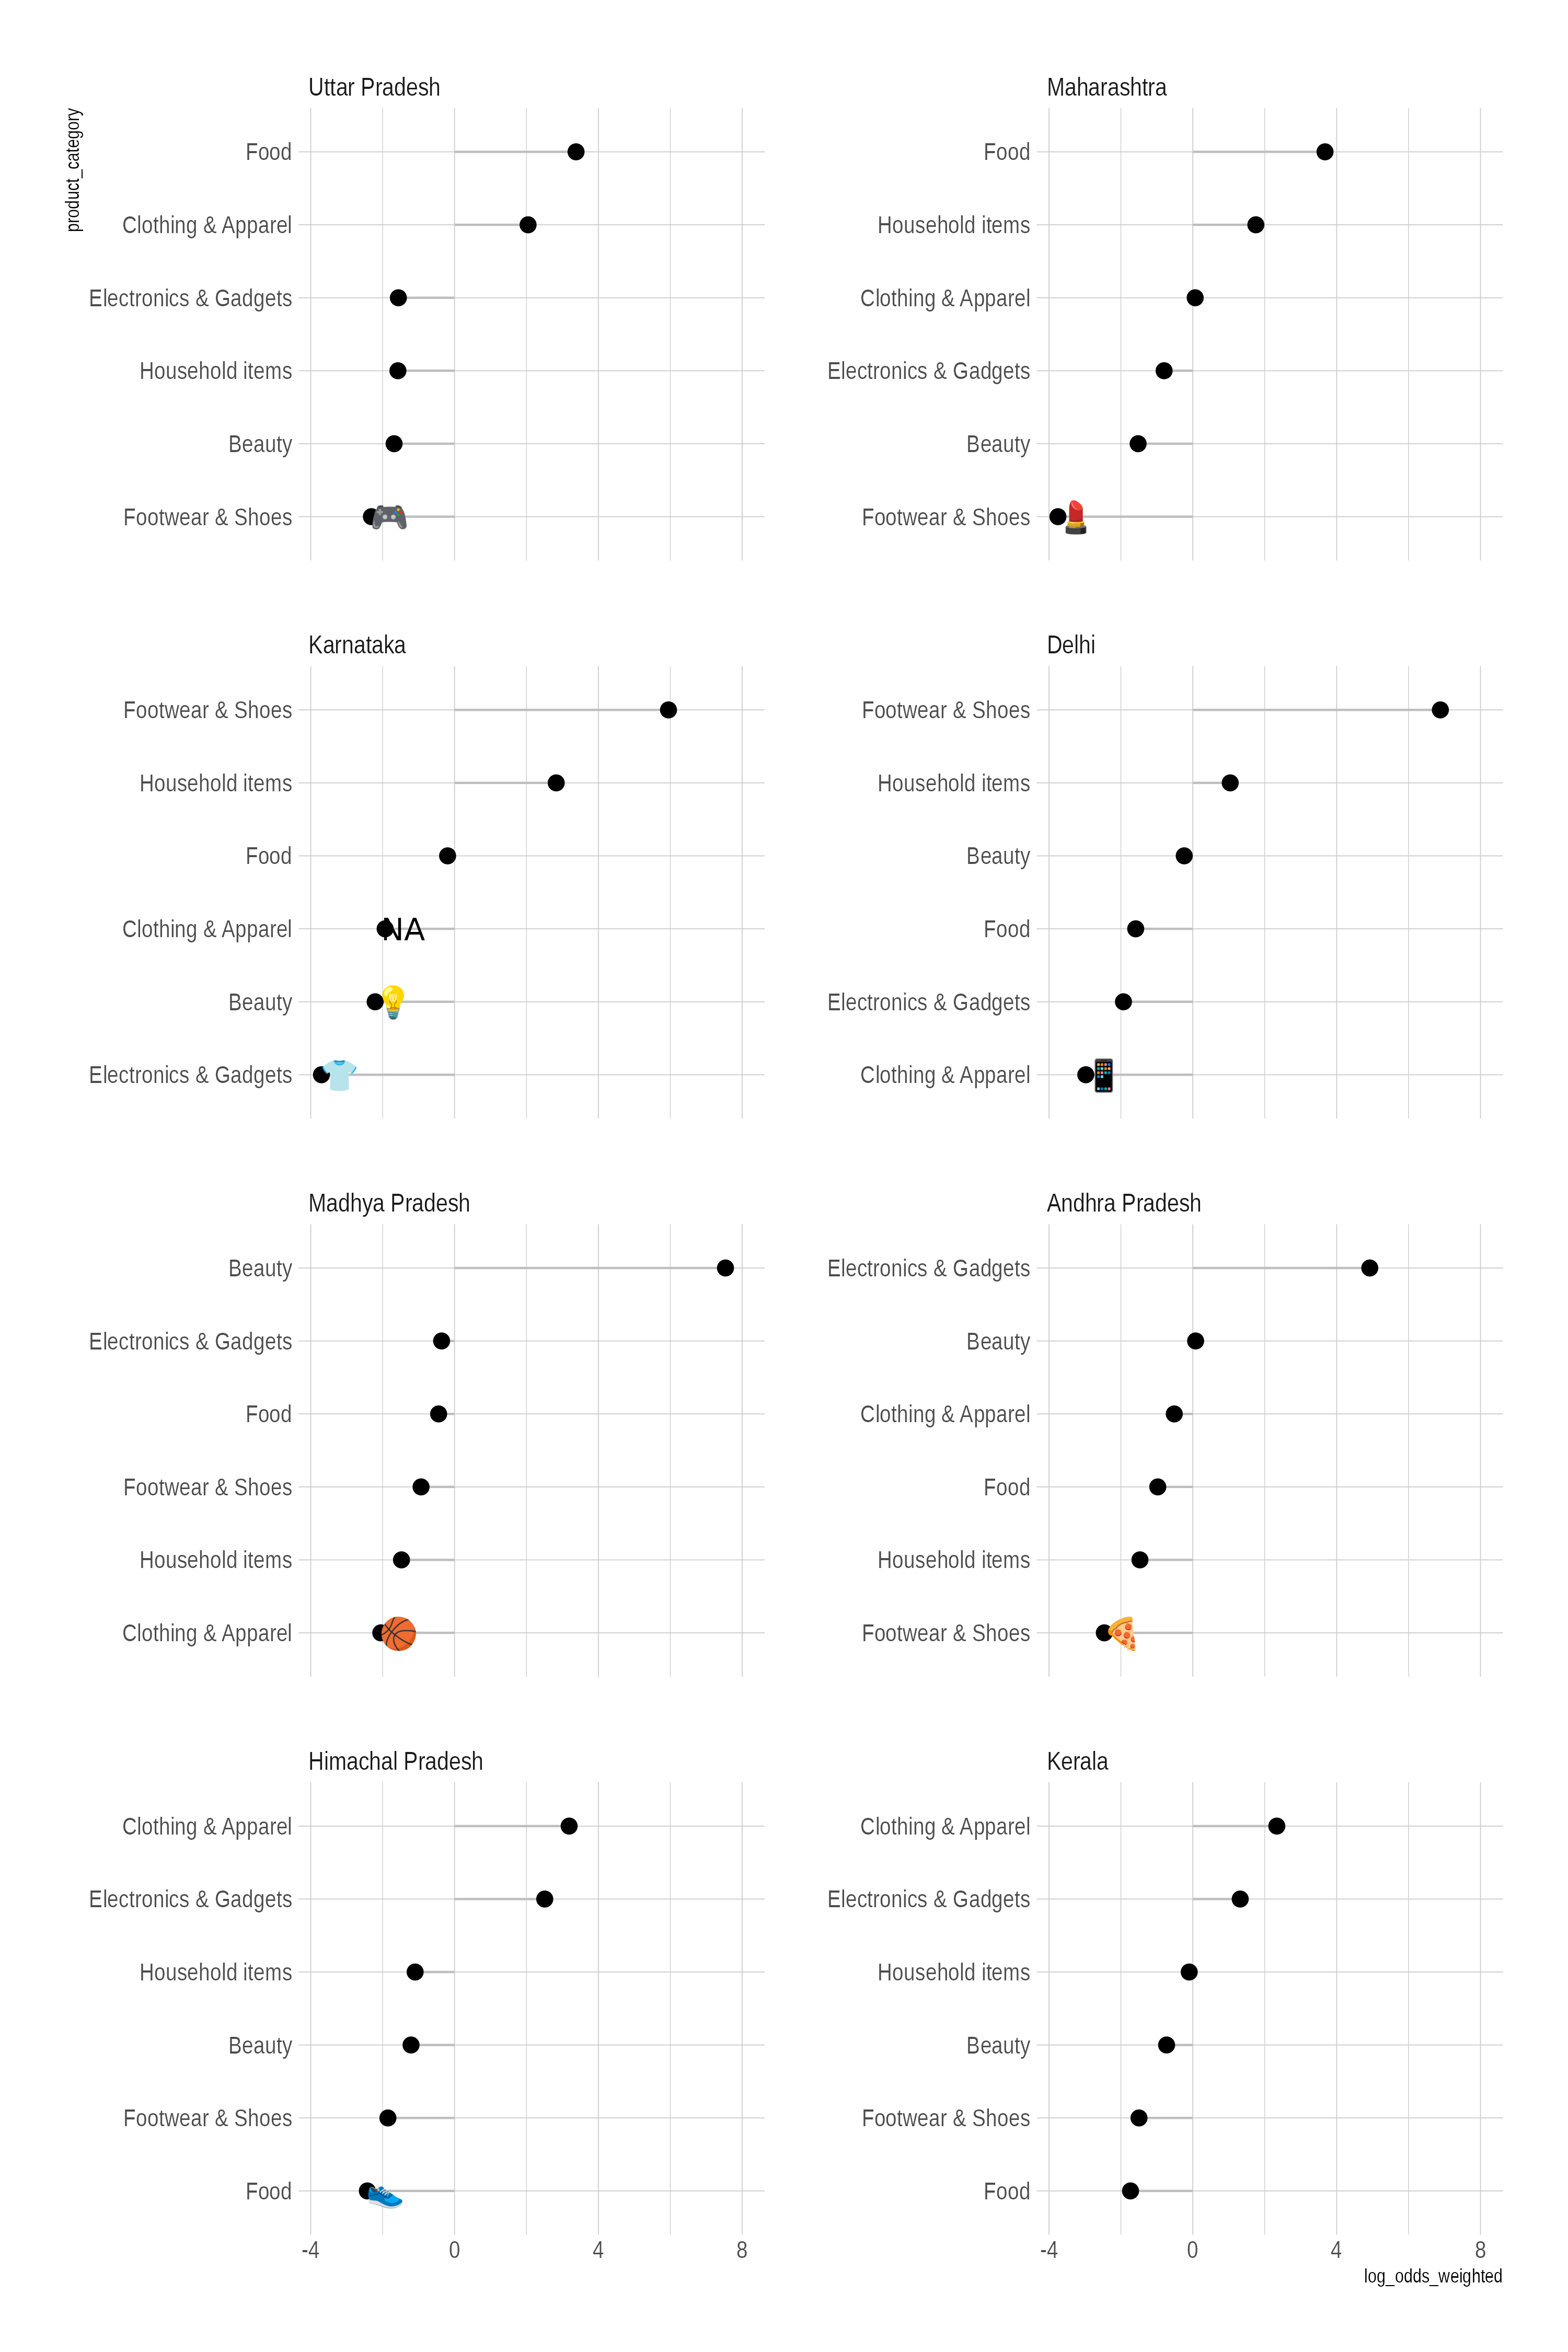 product_category
Uttar Pradesh
Food
Clothing & Apparel
Electronics & Gadgets
Household items
Beauty
Footwear & Shoes
Maharashtra
Food
Household items
Clothing & Apparel
Electronics & Gadgets
Beauty
Footwear & Shoes
Karnataka
Footwear & Shoes
Household items
Food
Clothing & Apparel
NA
Beauty
Electronics & Gadgets
Delhi
Footwear & Shoes
Household items
Beauty
Food
Electronics & Gadgets
Clothing & Apparel
Madhya Pradesh
Beauty
Electronics & Gadgets
Food
Footwear & Shoes
Household items
Clothing & Apparel
Andhra Pradesh
Electronics & Gadgets
Beauty
Clothing & Apparel
Food
Household items
Footwear & Shoes
Himachal Pradesh
Clothing & Apparel
Electronics & Gadgets
Household items
Beauty
Footwear & Shoes
Food
-4 0 4 8
Kerala
Clothing & Apparel
Electronics & Gadgets
Household items
Beauty
Footwear & Shoes
Food
-4 0 4 8
log_odds_weighted